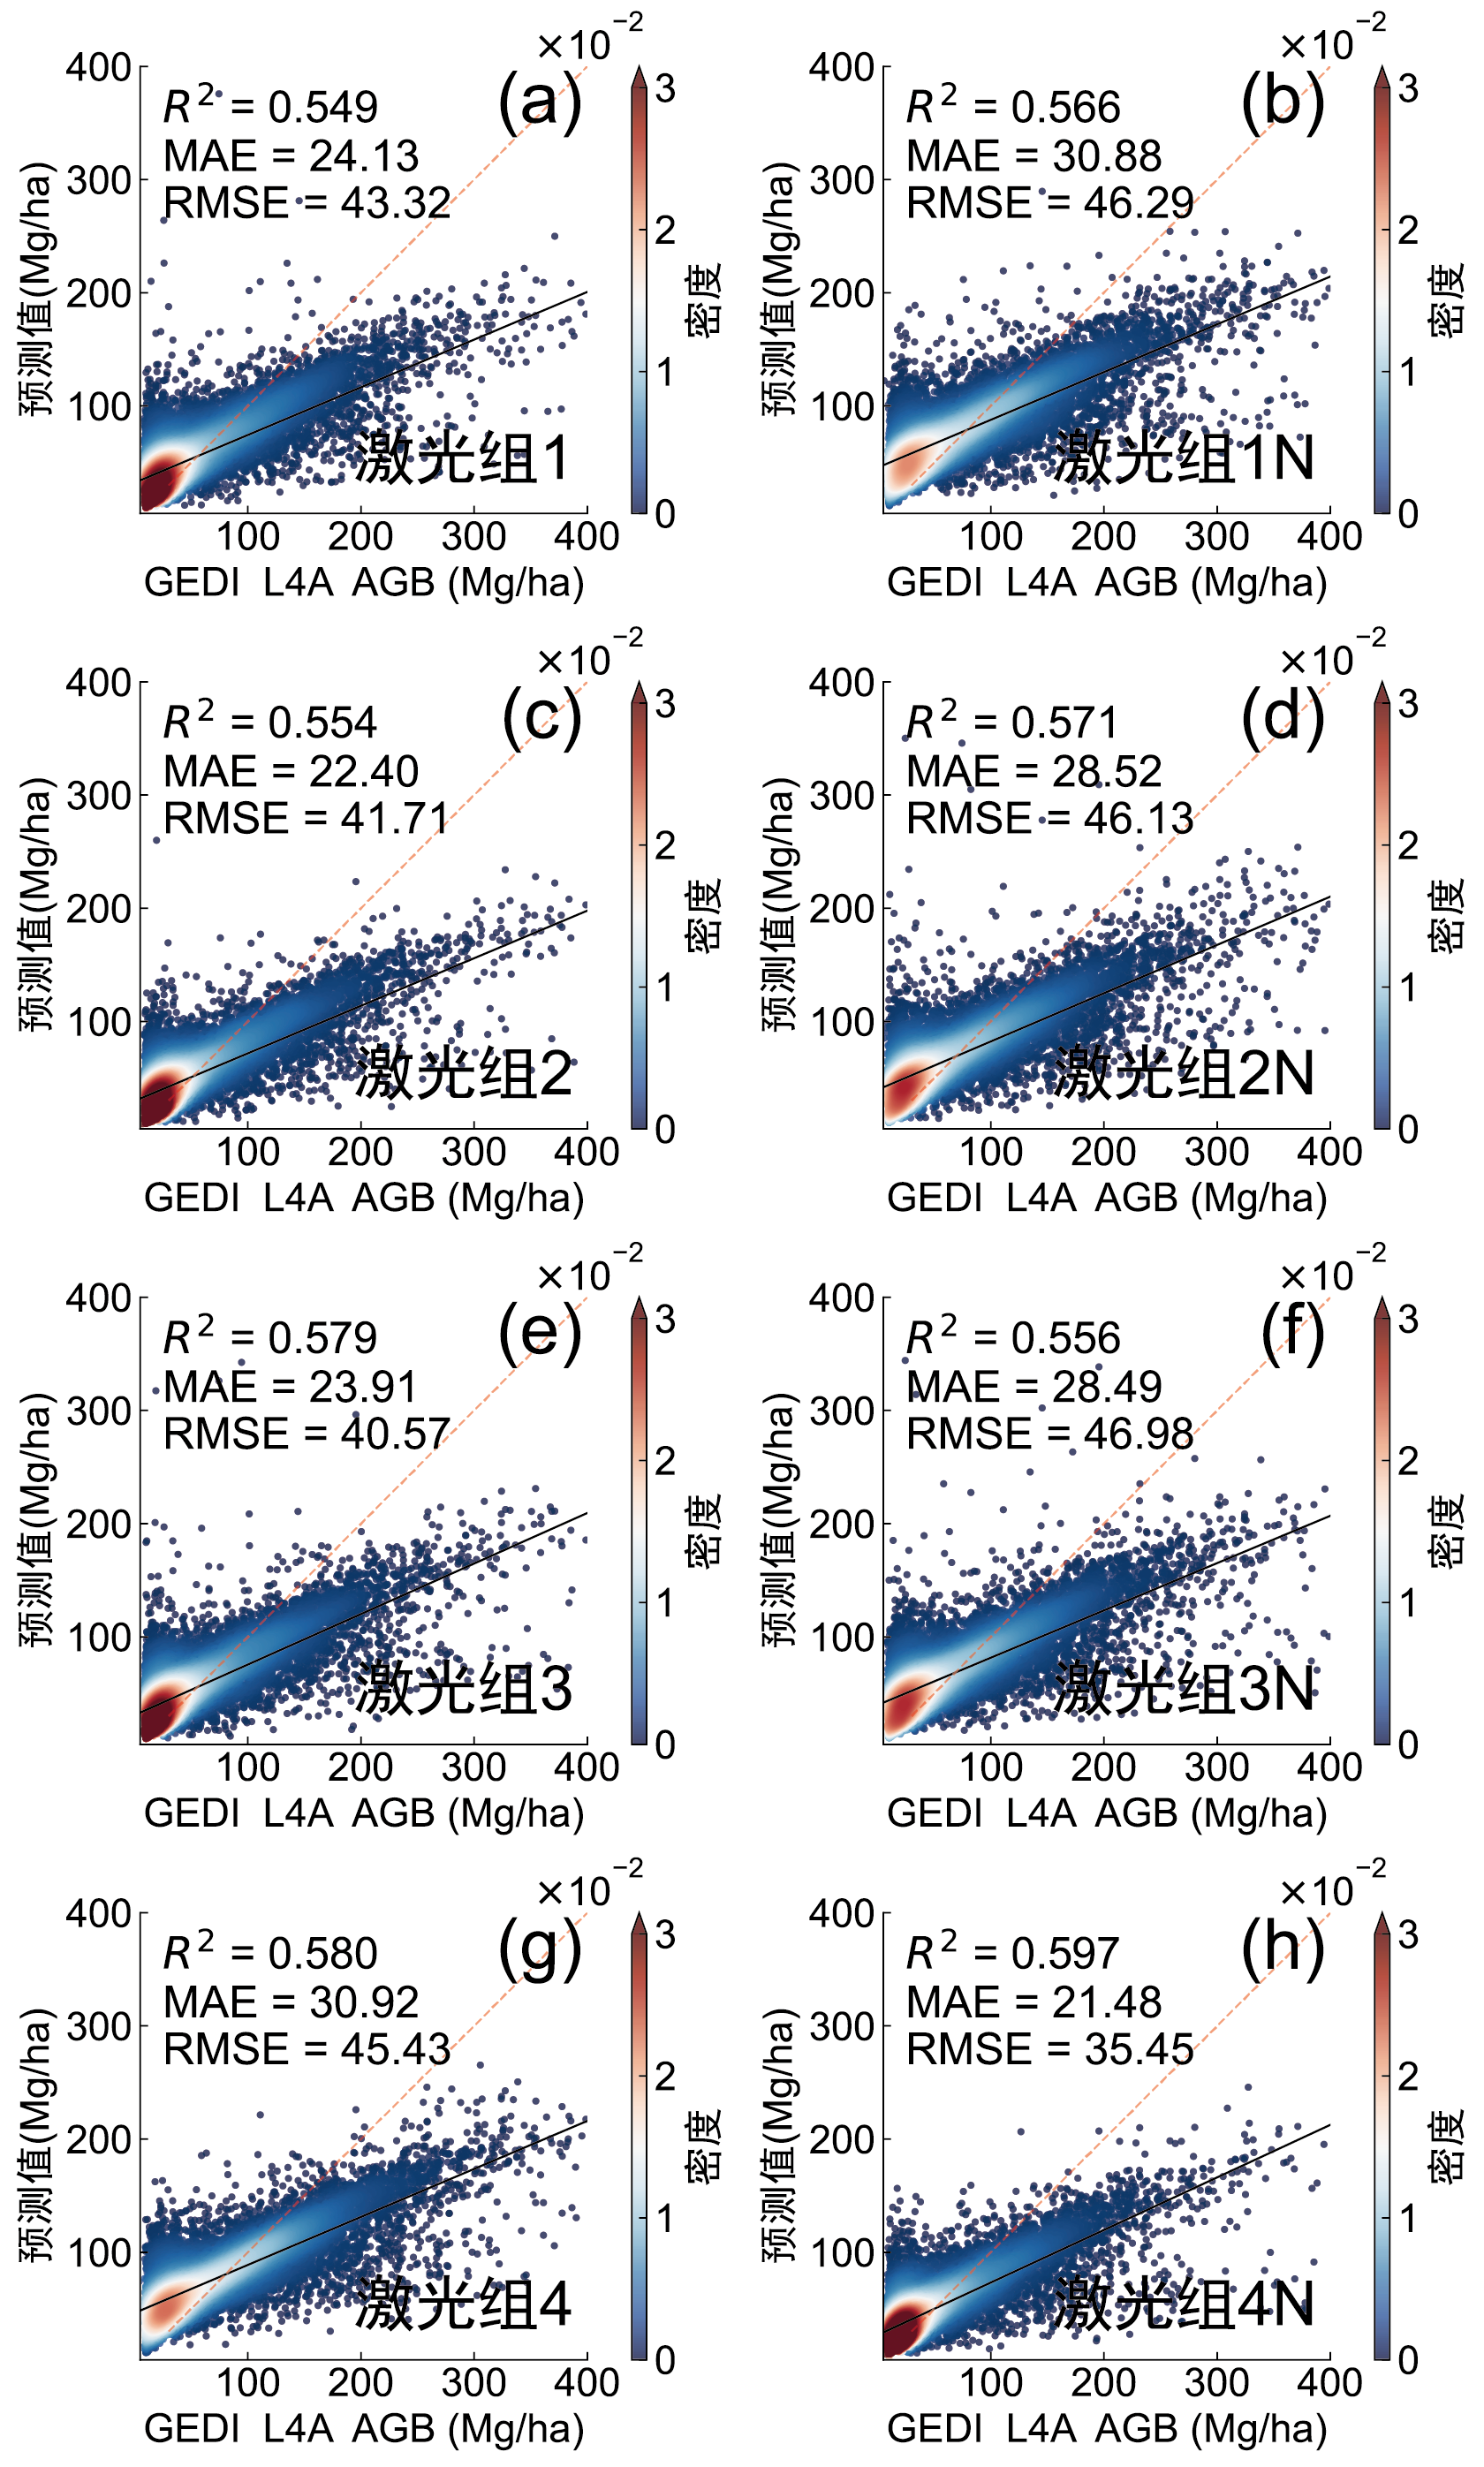 ×10⁻²
×10⁻²
400
300
200
100
预测值(Mg/ha)
R² = 0.549
MAE = 24.13
RMSE = 43.32
(a)
激光组1
100 200 300 400
GEDI L4A AGB (Mg/ha)
3
2
1
0
密度
400
300
200
100
预测值(Mg/ha)
R² = 0.566
MAE = 30.88
RMSE = 46.29
(b)
激光组1N
100 200 300 400
GEDI L4A AGB (Mg/ha)
3
2
1
0
密度
×10⁻²
×10⁻²
400
300
200
100
预测值(Mg/ha)
R² = 0.554
MAE = 22.40
RMSE = 41.71
(c)
激光组2
100 200 300 400
GEDI L4A AGB (Mg/ha)
3
2
1
0
密度
400
300
200
100
预测值(Mg/ha)
R² = 0.571
MAE = 28.52
RMSE = 46.13
(d)
激光组2N
100 200 300 400
GEDI L4A AGB (Mg/ha)
3
2
1
0
密度
×10⁻²
×10⁻²
400
300
200
100
预测值(Mg/ha)
R² = 0.579
MAE = 23.91
RMSE = 40.57
(e)
激光组3
100 200 300 400
GEDI L4A AGB (Mg/ha)
3
2
1
0
密度
400
300
200
100
预测值(Mg/ha)
R² = 0.556
MAE = 28.49
RMSE = 46.98
(f)
激光组3N
100 200 300 400
GEDI L4A AGB (Mg/ha)
3
2
1
0
密度
×10⁻²
×10⁻²
400
300
200
100
预测值(Mg/ha)
R² = 0.580
MAE = 30.92
RMSE = 45.43
(g)
激光组4
100 200 300 400
GEDI L4A AGB (Mg/ha)
3
2
1
0
密度
400
300
200
100
预测值(Mg/ha)
R² = 0.597
MAE = 21.48
RMSE = 35.45
(h)
激光组4N
100 200 300 400
GEDI L4A AGB (Mg/ha)
3
2
1
0
密度